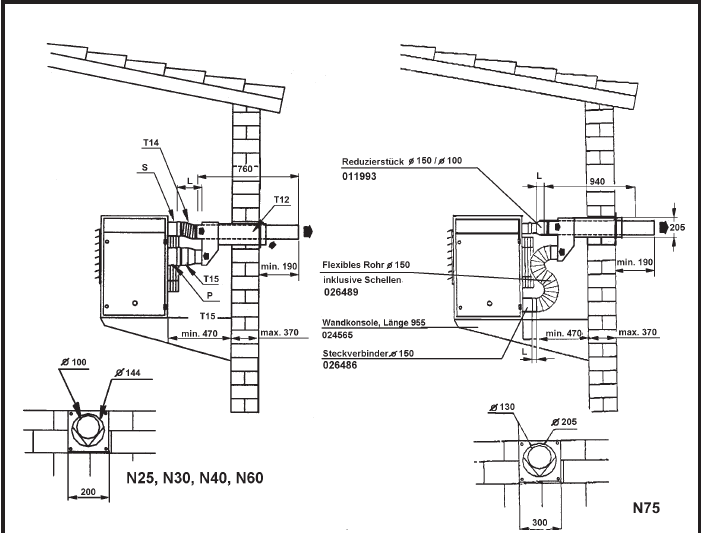 T14
S
L
760
T12
min. 190
T15
P
T15
min. 470
max. 370
Ø 100
Ø 144
200
N25, N30, N40, N60
Reduzierstück Ø 150 / Ø 100
011993
L
940
205
min. 190
Flexibles Rohr Ø 150
inklusive Schellen
026489
Wandkonsole, Länge 955
024565
Steckverbinder Ø 150
026486
min. 470
max. 370
L
Ø 130
Ø 205
300
N75